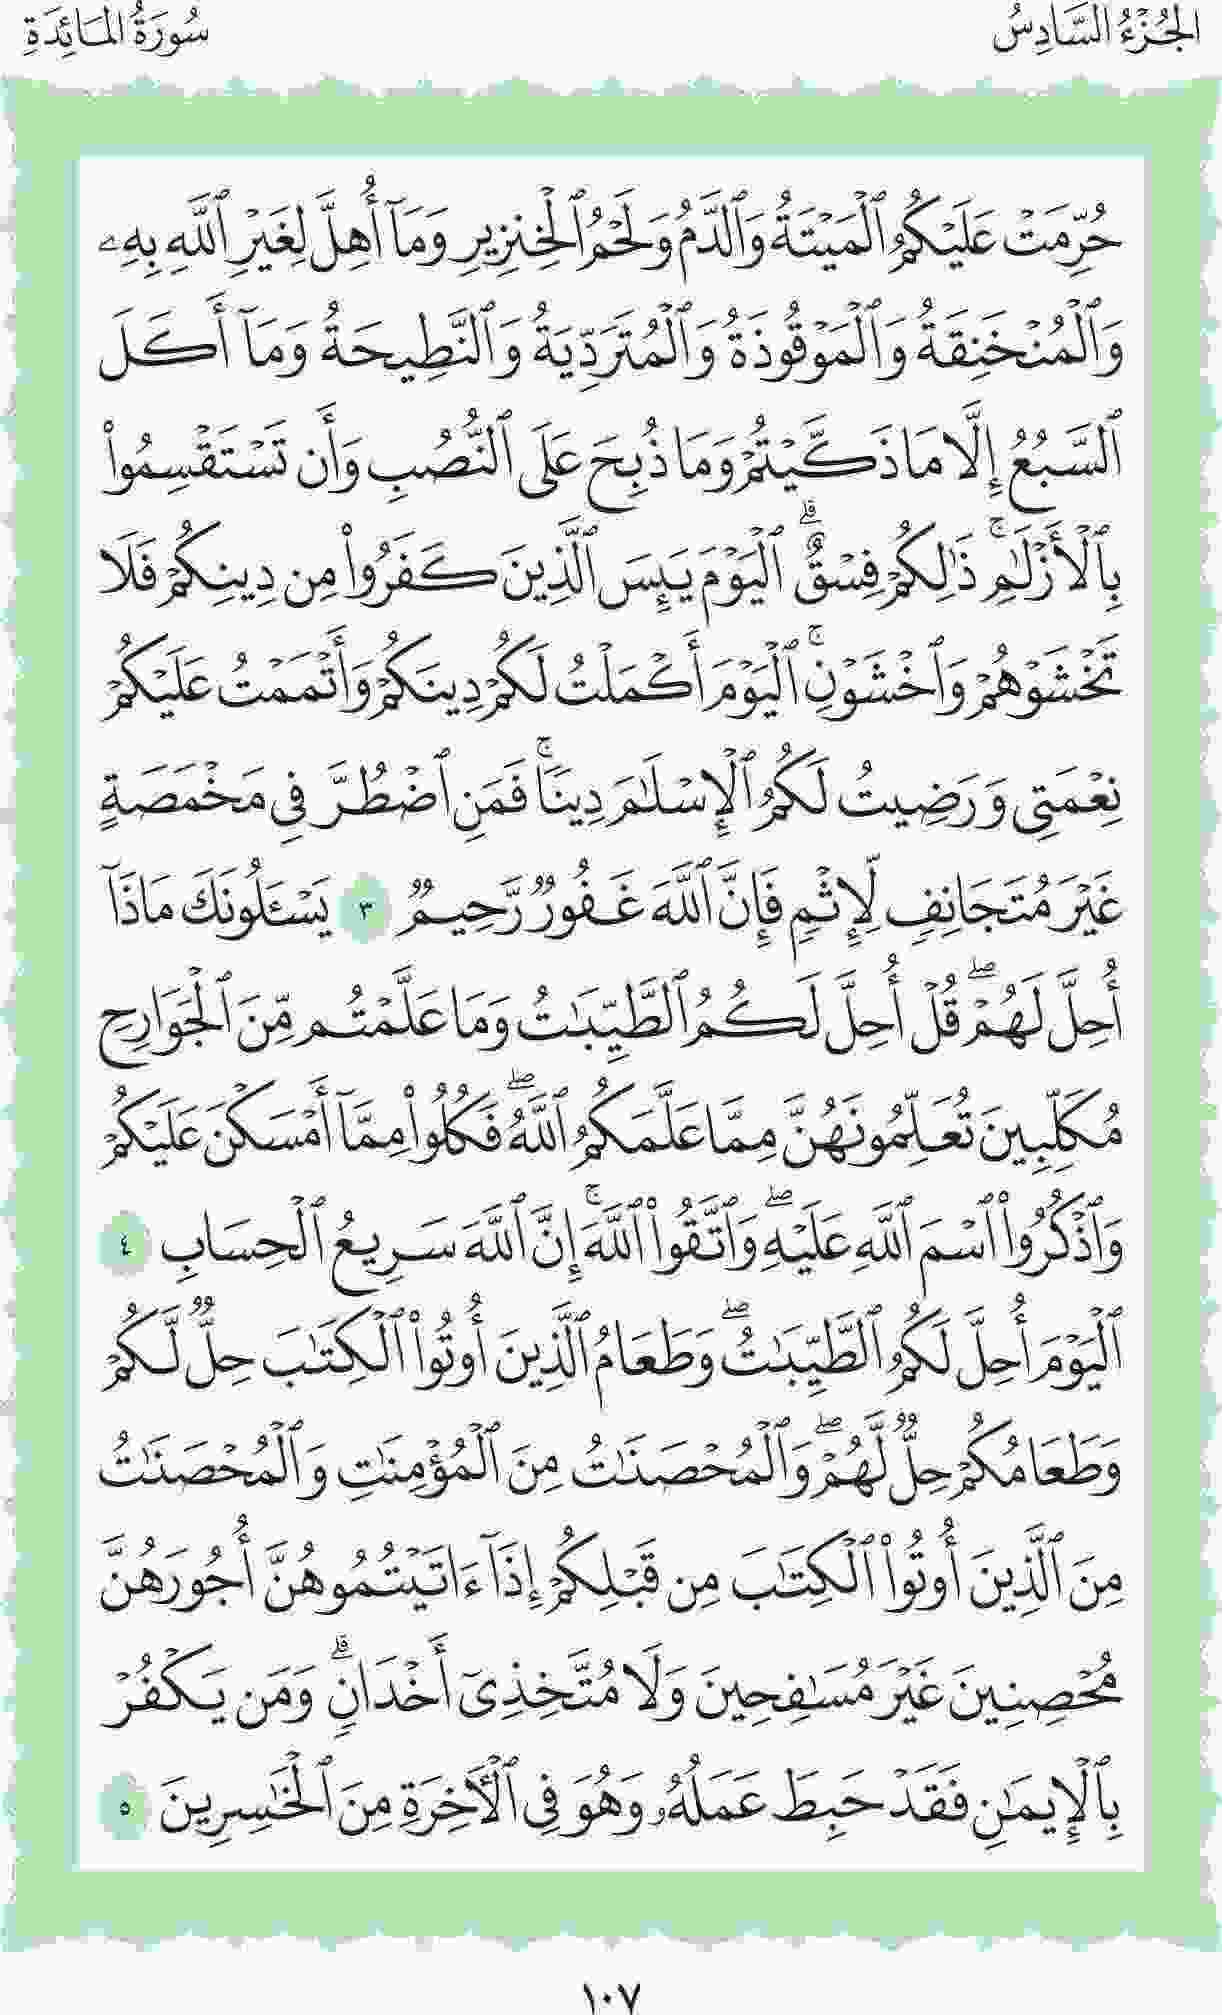 الجُزْءُ السَّادِسُ
سُورَةُ المَائِدَةِ
حُرِّمَتۡ عَلَيۡكُمُ ٱلۡمَيۡتَةُ وَٱلدَّمُ وَلَحۡمُ ٱلۡخِنزِيرِ وَمَآ أُهِلَّ لِغَيۡرِ ٱللَّهِ بِهِۦ
وَٱلۡمُنۡخَنِقَةُ وَٱلۡمَوۡقُوذَةُ وَٱلۡمُتَرَدِّيَةُ وَٱلنَّطِيحَةُ وَمَآ أَكَلَ
ٱلسَّبُعُ إِلَّا مَا ذَكَّيۡتُمۡ وَمَا ذُبِحَ عَلَى ٱلنُّصُبِ وَأَن تَسۡتَقۡسِمُواْ
بِٱلۡأَزۡلَٰمِۚ ذَٰلِكُمۡ فِسۡقٌۗ ٱلۡيَوۡمَ يَئِسَ ٱلَّذِينَ كَفَرُواْ مِن دِينِكُمۡ فَلَا
تَخۡشَوۡهُمۡ وَٱخۡشَوۡنِۚ ٱلۡيَوۡمَ أَكۡمَلۡتُ لَكُمۡ دِينَكُمۡ وَأَتۡمَمۡتُ عَلَيۡكُمۡ
نِعۡمَتِي وَرَضِيتُ لَكُمُ ٱلۡإِسۡلَٰمَ دِينٗاۚ فَمَنِ ٱضۡطُرَّ فِي مَخۡمَصَةٍ
غَيۡرَ مُتَجَانِفٖ لِّإِثۡمٖ فَإِنَّ ٱللَّهَ غَفُورٞ رَّحِيمٞ ٣ يَسۡـَٔلُونَكَ مَاذَآ
أُحِلَّ لَهُمۡۖ قُلۡ أُحِلَّ لَكُمُ ٱلطَّيِّبَٰتُ وَمَا عَلَّمۡتُم مِّنَ ٱلۡجَوَارِحِ
مُكَلِّبِينَ تُعَلِّمُونَهُنَّ مِمَّا عَلَّمَكُمُ ٱللَّهُۖ فَكُلُواْ مِمَّآ أَمۡسَكۡنَ عَلَيۡكُمۡ
وَٱذۡكُرُواْ ٱسۡمَ ٱللَّهِ عَلَيۡهِۖ وَٱتَّقُواْ ٱللَّهَۚ إِنَّ ٱللَّهَ سَرِيعُ ٱلۡحِسَابِ ٤
ٱلۡيَوۡمَ أُحِلَّ لَكُمُ ٱلطَّيِّبَٰتُۖ وَطَعَامُ ٱلَّذِينَ أُوتُواْ ٱلۡكِتَٰبَ حِلّٞ لَّكُمۡ
وَطَعَامُكُمۡ حِلّٞ لَّهُمۡۖ وَٱلۡمُحۡصَنَٰتُ مِنَ ٱلۡمُؤۡمِنَٰتِ وَٱلۡمُحۡصَنَٰتُ
مِنَ ٱلَّذِينَ أُوتُواْ ٱلۡكِتَٰبَ مِن قَبۡلِكُمۡ إِذَآ ءَاتَيۡتُمُوهُنَّ أُجُورَهُنَّ
مُحۡصِنِينَ غَيۡرَ مُسَٰفِحِينَ وَلَا مُتَّخِذِيٓ أَخۡدَانٖۗ وَمَن يَكۡفُرۡ
بِٱلۡإِيمَٰنِ فَقَدۡ حَبِطَ عَمَلُهُۥ وَهُوَ فِي ٱلۡأٓخِرَةِ مِنَ ٱلۡخَٰسِرِينَ ٥
١٠٧